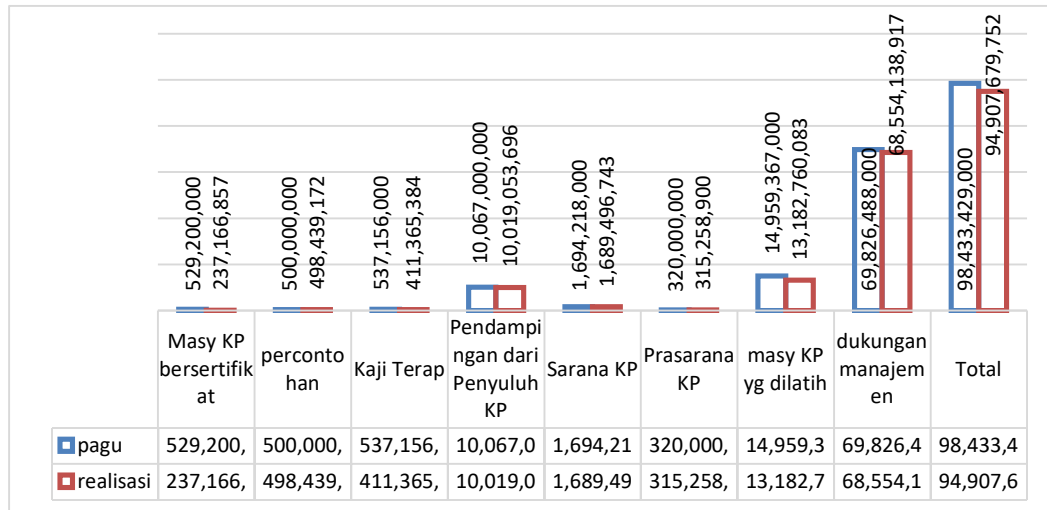 529,200,000
237,166,857
500,000,000
498,439,172
537,156,000
411,365,384
10,067,000,000
10,019,053,696
1,694,218,000
1,689,496,743
320,000,000
315,258,900
14,959,367,000
13,182,760,083
69,826,488,000
68,554,138,917
98,433,429,000
94,907,679,752
Masy KP
bersertifik
at
perconto
han
Kaji Terap
Pendampi
ngan dari
Penyuluh
KP
Sarana KP
Prasarana
KP
masy KP
yg dilatih
dukungan
manajem
en
Total
pagu 529,200, 500,000, 537,156, 10,067,0 1,694,21 320,000, 14,959,3 69,826,4 98,433,4
realisasi 237,166, 498,439, 411,365, 10,019,0 1,689,49 315,258, 13,182,7 68,554,1 94,907,6